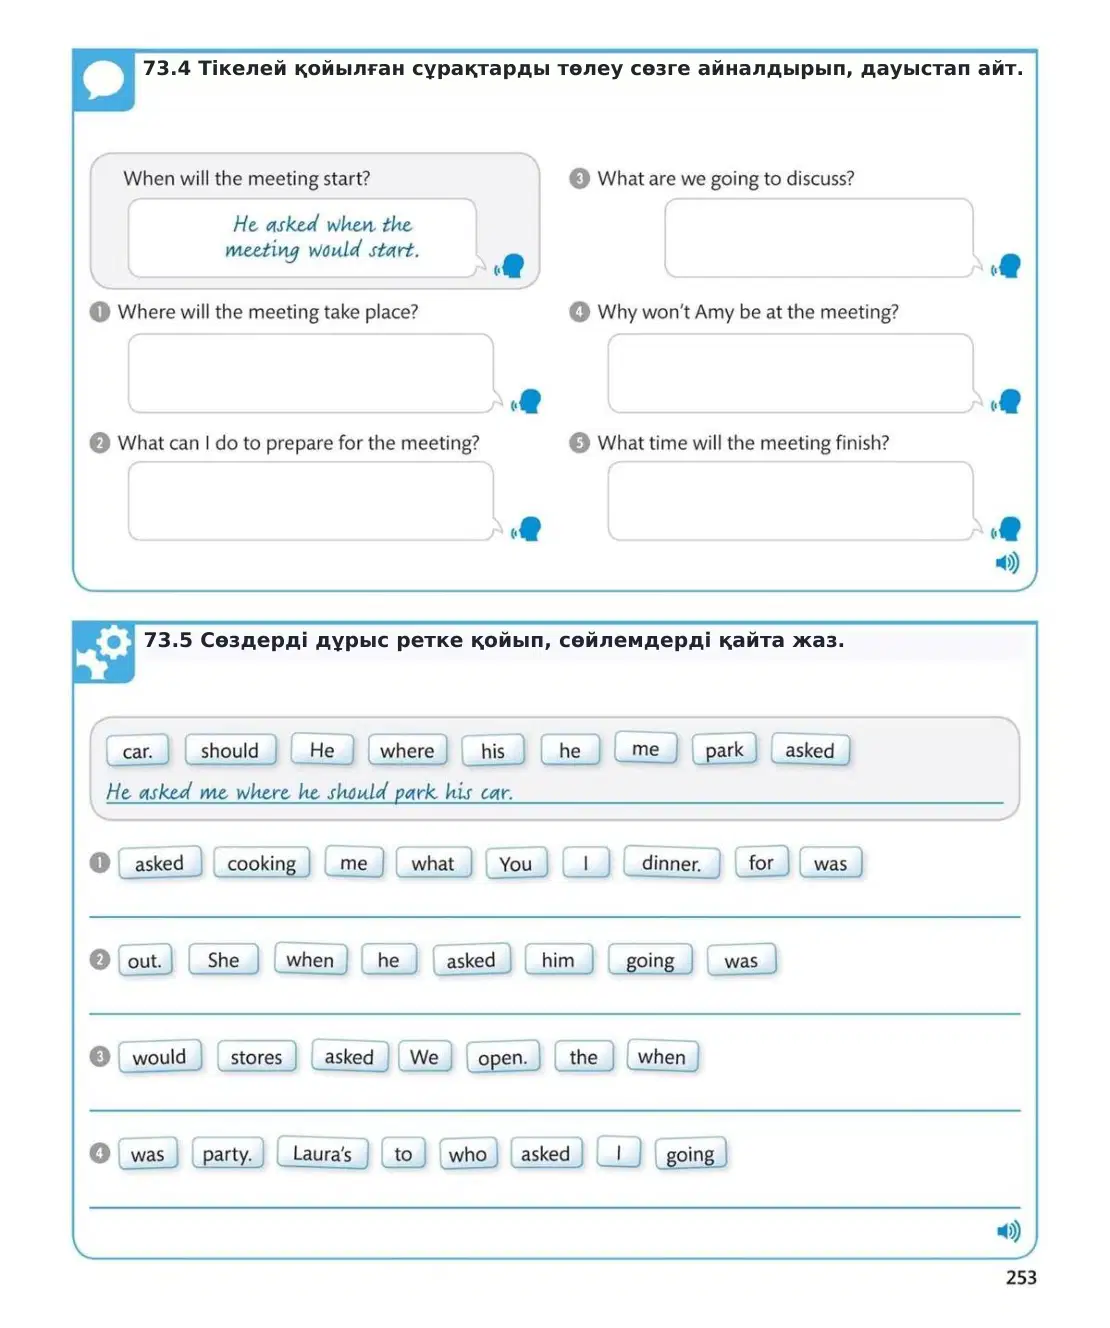 73.4 Тікелей қойылған сұрақтарды төлеу сөзге айналдырып, дауыстап айт.
When will the meeting start?
He asked when the
meeting would start.
1 Where will the meeting take place?
2 What can I do to prepare for the meeting?
3 What are we going to discuss?
4 Why won't Amy be at the meeting?
5 What time will the meeting finish?
73.5 Сөздерді дұрыс ретке қойып, сөйлемдерді қайта жаз.
car. should He where his he me park asked
He asked me where he should park his car.
1 asked cooking me what You I dinner. for was
2 out. She when he asked him going was
3 would stores asked We open. the when
4 was party. Laura's to who asked I going
253